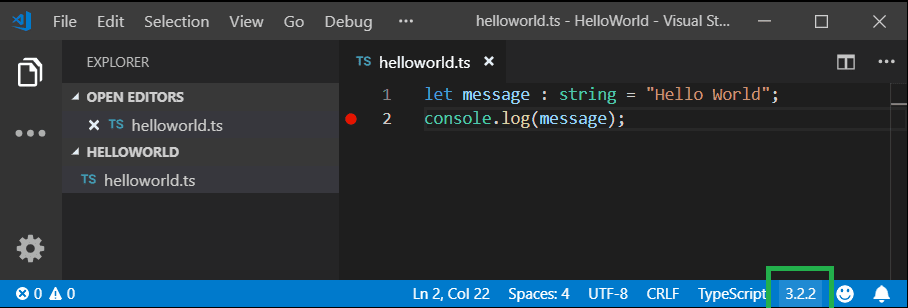 File Edit Selection View Go Debug ••• helloworld.ts - HelloWorld - Visual St...
EXPLORER
OPEN EDITORS
TS helloworld.ts
HELLOWORLD
TS helloworld.ts
TS helloworld.ts
1 let message : string = "Hello World";
2 console.log(message);
0 0 Ln 2, Col 22 Spaces: 4 UTF-8 CRLF TypeScript 3.2.2